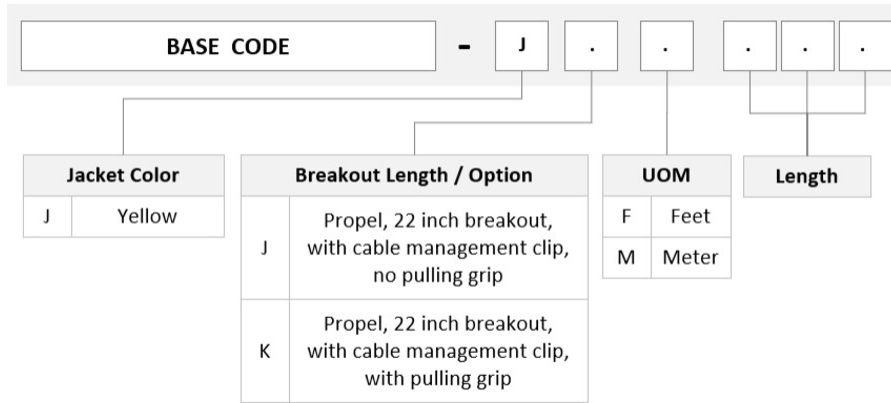 BASE CODE - J . . . . .
Jacket Color
J Yellow
Breakout Length / Option
J Propel, 22 inch breakout,
with cable management clip,
no pulling grip
K Propel, 22 inch breakout,
with cable management clip,
with pulling grip
UOM
F Feet
M Meter
Length